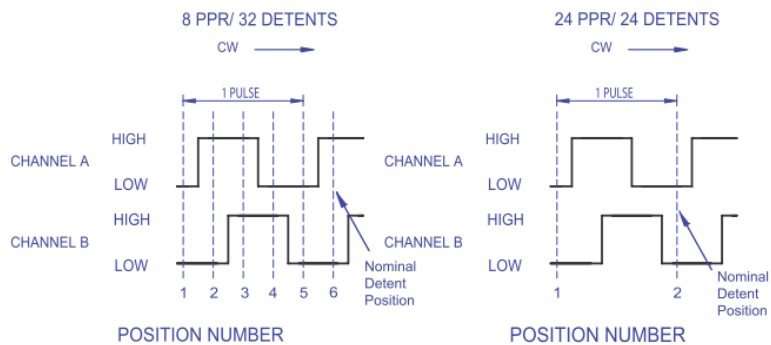 8 PPR/ 32 DETENTS
CW
1 PULSE
CHANNEL A
HIGH
LOW
CHANNEL B
HIGH
LOW
1 2 3 4 5 6
Nominal
Detent
Position
POSITION NUMBER
24 PPR/ 24 DETENTS
CW
1 PULSE
CHANNEL A
HIGH
LOW
CHANNEL B
HIGH
LOW
1 2
Nominal
Detent
Position
POSITION NUMBER